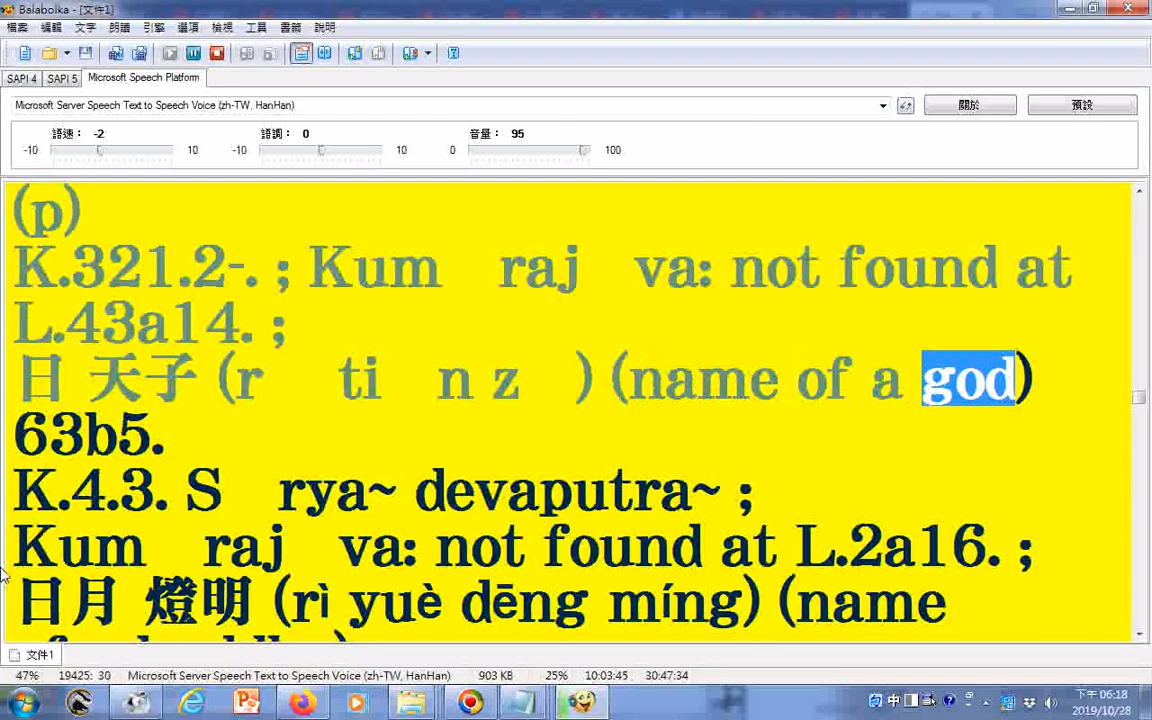 Balabolka - [文件1]
檔案 編輯 文字 朗讀 引擎 選項 檢視 工具 書籤 說明
SAPI 4 SAPI 5 Microsoft Speech Platform
Microsoft Server Speech Text to Speech Voice (zh-TW, HanHan) 關於 預設
語速： -2 語調： 0 音量： 95
-10 10 -10 10 0 100
(p)
K.321.2-. ; Kum raj va: not found at
L.43a14. ;
日 天子 (r ti n z ) (name of a god)
63b5.
K.4.3. S rya~ devaputra~ ;
Kum raj va: not found at L.2a16. ;
日月 燈明 (rì yuè dēng míng) (name
文件1
47% 19425: 30 Microsoft Server Speech Text to Speech Voice (zh-TW, HanHan) 903 KB 25% 10:03:45 30:47:34
中 下午 06:18
2019/10/28